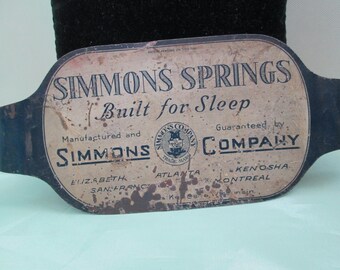 SIMMONS SPRINGS
Built for Sleep
Manufactured and Guaranteed by
SIMMONS COMPANY
ELIZABETH ATLANTA KENOSHA
SAN FRANCISCO MONTREAL